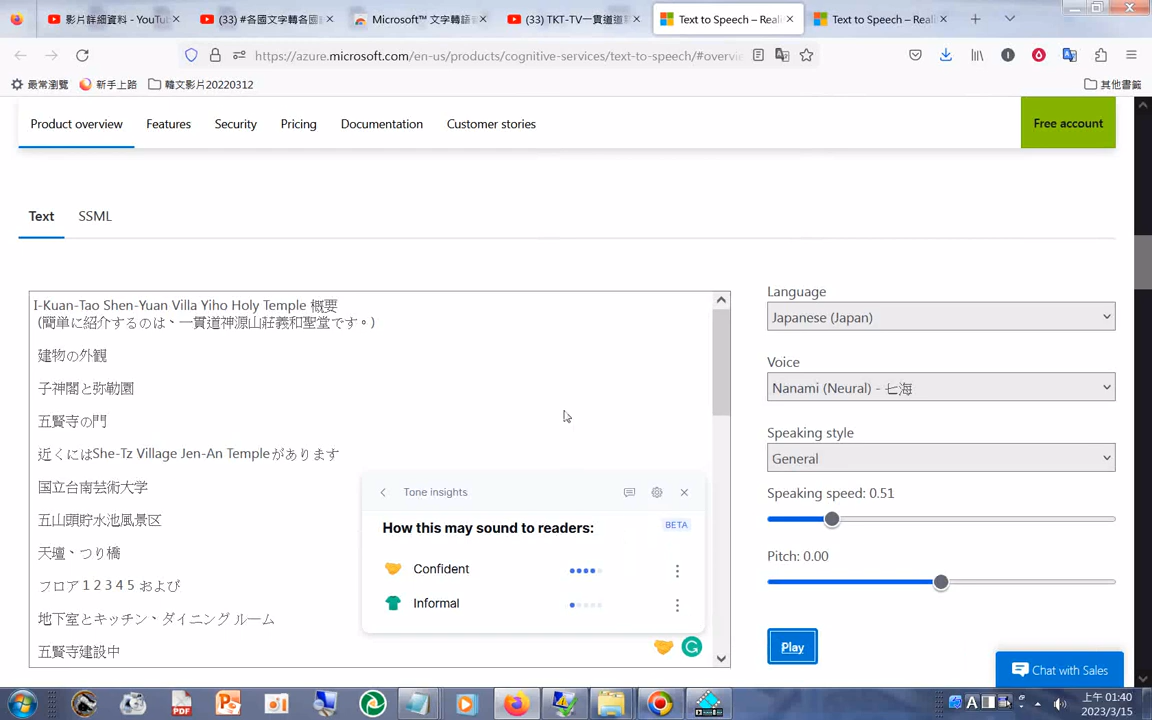 影片詳細資料 - YouTu
(33) #各國文字轉各國
Microsoft™ 文字轉語
(33) TKT-TV一貫道道
Text to Speech – Reali
Text to Speech – Reali
https://azure.microsoft.com/en-us/products/cognitive-services/text-to-speech/#overvi
最常瀏覽
新手上路
韓文影片20220312
其他書籤
Product overview
Features
Security
Pricing
Documentation
Customer stories
Free account
Text
SSML
I-Kuan-Tao Shen-Yuan Villa Yiho Holy Temple 概要
(簡単に紹介するのは、一貫道神源山莊義和聖堂です。)
建物の外観
子神閣と弥勒園
五賢寺の門
近くにはShe-Tz Village Jen-An Templeがあります
国立台南芸術大学
五山頭貯水池風景区
天壇、つり橋
フロア 1 2 3 4 5 および
地下室とキッチン、ダイニング ルーム
五賢寺建設中
Tone insights
How this may sound to readers:
BETA
Confident
Informal
Language
Japanese (Japan)
Voice
Nanami (Neural) - 七海
Speaking style
General
Speaking speed: 0.51
Pitch: 0.00
Play
Chat with Sales
上午 01:40
2023/3/15